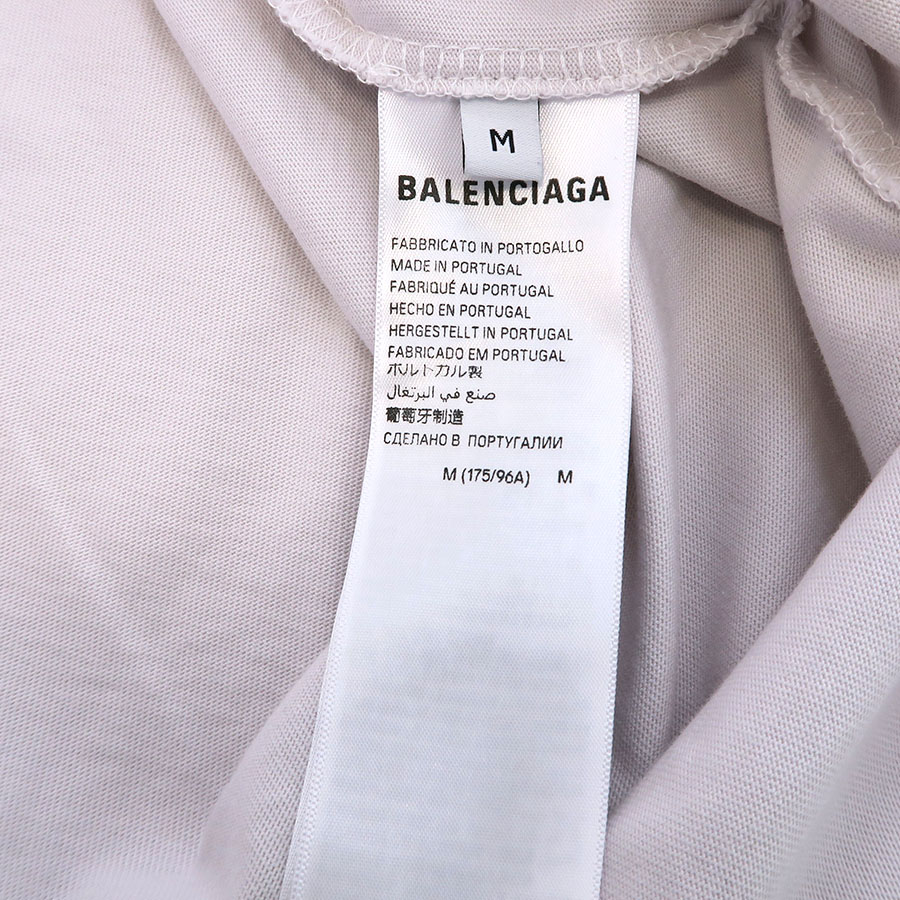 M
BALENCIAGA
FABBRICATO IN PORTOGALLO
MADE IN PORTUGAL
FABRIQUÉ AU PORTUGAL
HECHO EN PORTUGAL
HERGESTELLT IN PORTUGAL
FABRICADO EM PORTUGAL
ポルトガル製
صنع في البرتغال
葡萄牙制造
СДЕЛАНО В ПОРТУГАЛИИ
M (175/96A) M